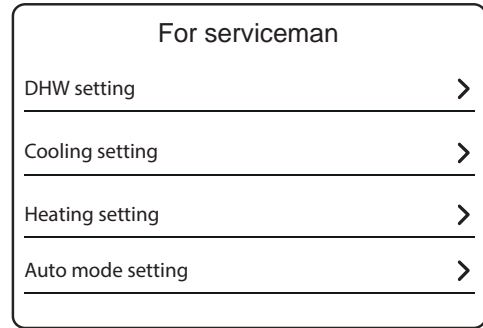 For serviceman
DHW setting
Cooling setting
Heating setting
Auto mode setting